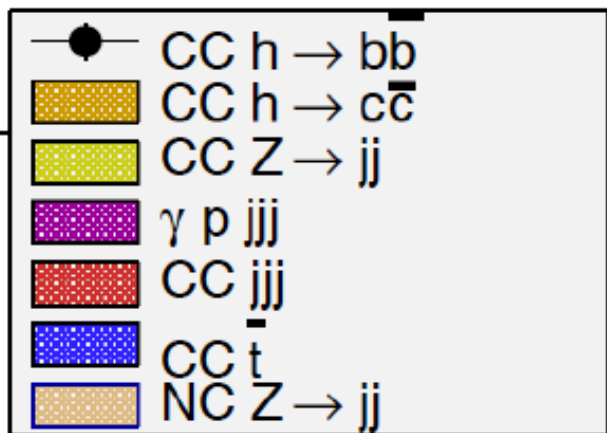 CC h → bb̅
CC h → cc̅
CC Z → jj
γ p jjj
CC jjj
CC t̅
NC Z → jj